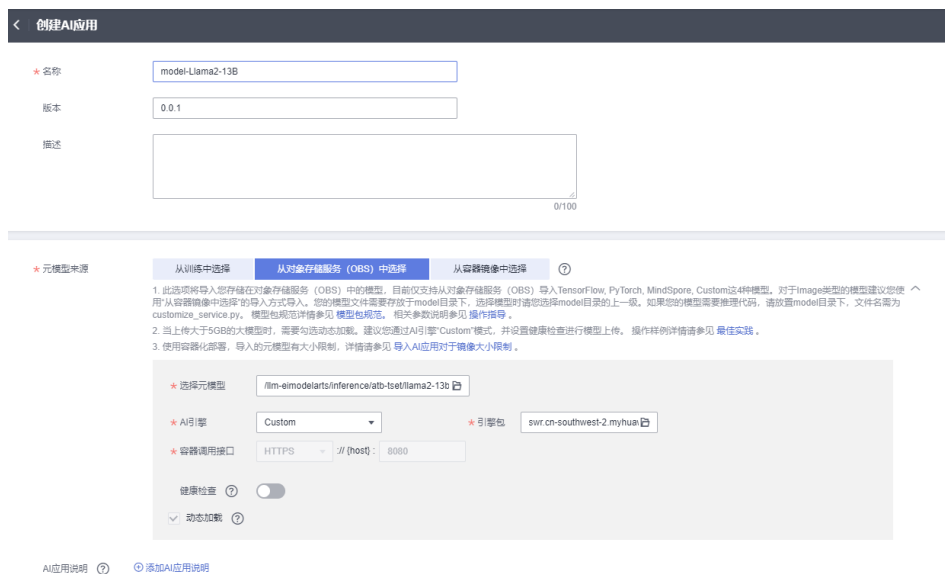 创建AI应用
* 名称
model-Llama2-13B
版本
0.0.1
描述
0/100
* 元模型来源
从训练中选择
从对象存储服务（OBS）中选择
从容器镜像中选择
1. 此选项将导入您存储在对象存储服务（OBS）中的模型，目前仅支持从对象存储服务（OBS）导入TensorFlow, PyTorch, MindSpore, Custom这4种模型。对于Image类型的模型建议您使
用“从容器镜像中选择”的导入方式导入。您的模型文件需要存放于model目录下，选择模型时请您选择model目录的上一级。如果您的模型需要推理代码，请放置model目录下，文件名需为
customize_service.py。 模型包规范详情参见 模型包规范。 相关参数说明参见 操作指导 。
2. 当上传大于5GB的大模型时，需要勾选动态加载。建议您通过AI引擎“Custom”模式，并设置健康检查进行模型上传。 操作样例详情请参见 最佳实践 。
3. 使用容器化部署，导入的元模型有大小限制，详情请参见 导入AI应用对于镜像大小限制 。
* 选择元模型
/llm-eimodelarts/inference/atb-tset/llama2-13b
* AI引擎
Custom
* 引擎包
swr.cn-southwest-2.myhua
* 容器调用接口
HTTPS
:// {host} :
8080
健康检查
动态加载
AI应用说明
添加AI应用说明